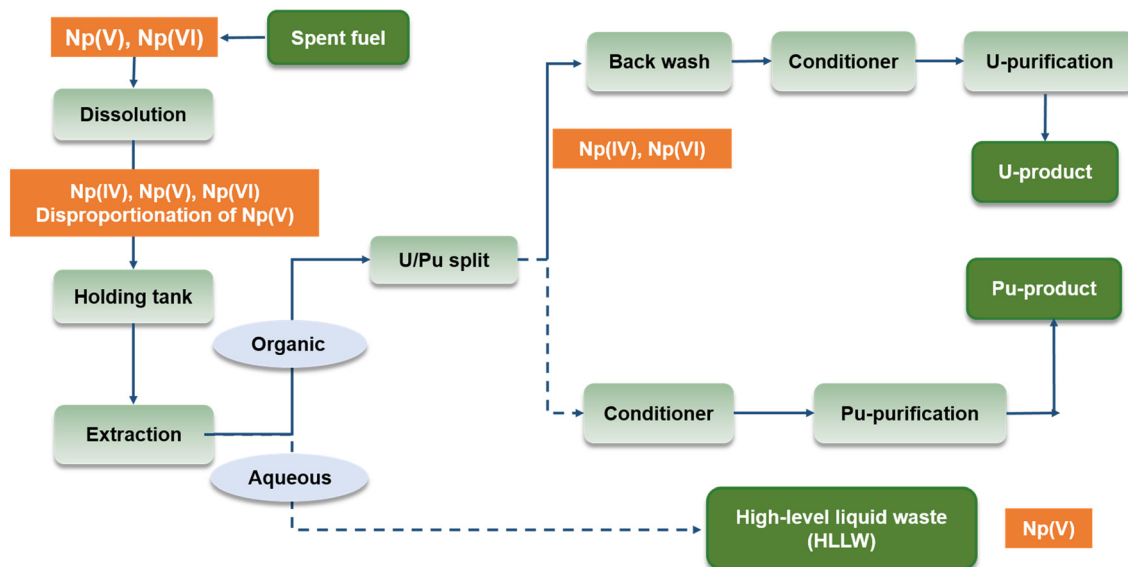 Np(V), Np(VI)
Spent fuel
Back wash
Conditioner
U-purification
Dissolution
Np(IV), Np(VI)
U-product
Np(IV), Np(V), Np(VI)
Disproportionation of Np(V)
U/Pu split
Holding tank
Pu-product
Organic
Extraction
Conditioner
Pu-purification
Aqueous
High-level liquid waste
(HLLW)
Np(V)